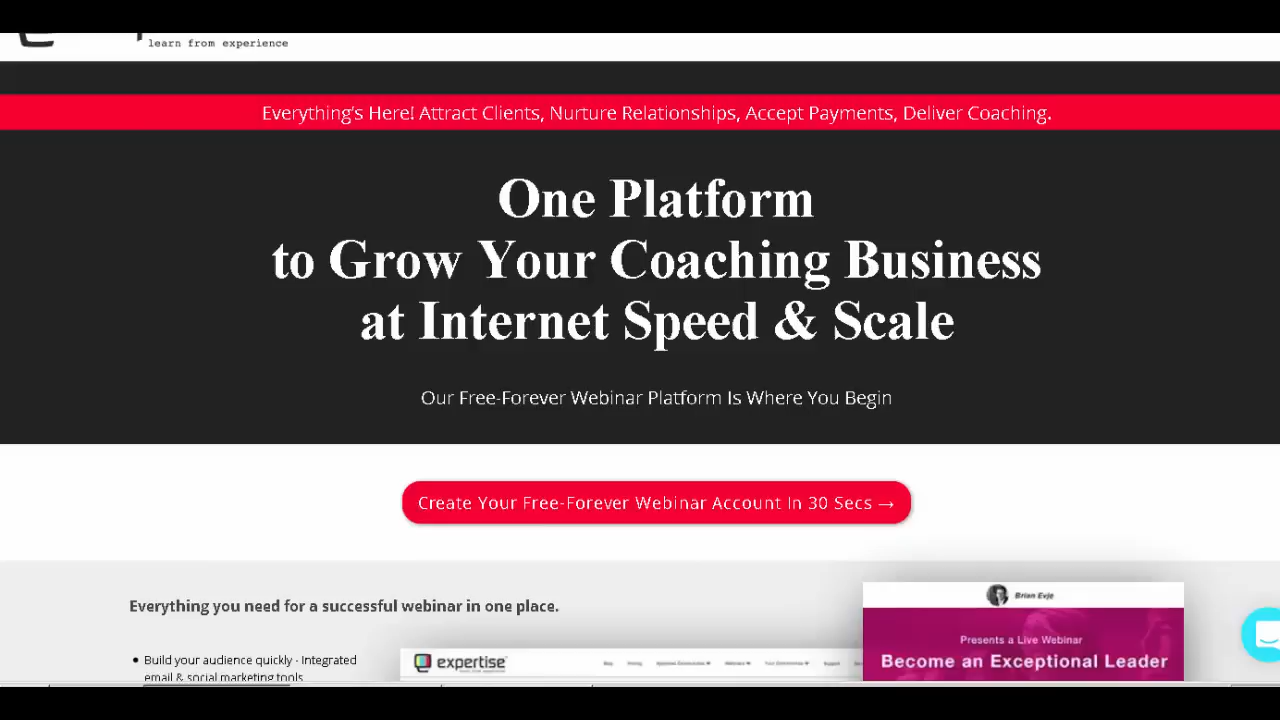 learn from experience
Everything's Here! Attract Clients, Nurture Relationships, Accept Payments, Deliver Coaching.
One Platform
to Grow Your Coaching Business
at Internet Speed & Scale
Our Free-Forever Webinar Platform Is Where You Begin
Create Your Free-Forever Webinar Account In 30 Secs →
Everything you need for a successful webinar in one place.
Brian Evje
Presents a Live Webinar
Become an Exceptional Leader
• Build your audience quickly - Integrated
email & social marketing tools
expertise
Blog Pricing
Support